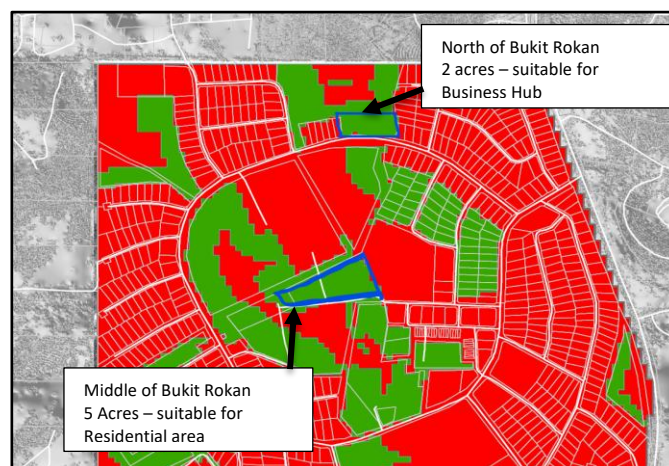 North of Bukit Rokan
2 acres – suitable for
Business Hub
Middle of Bukit Rokan
5 Acres – suitable for
Residential area